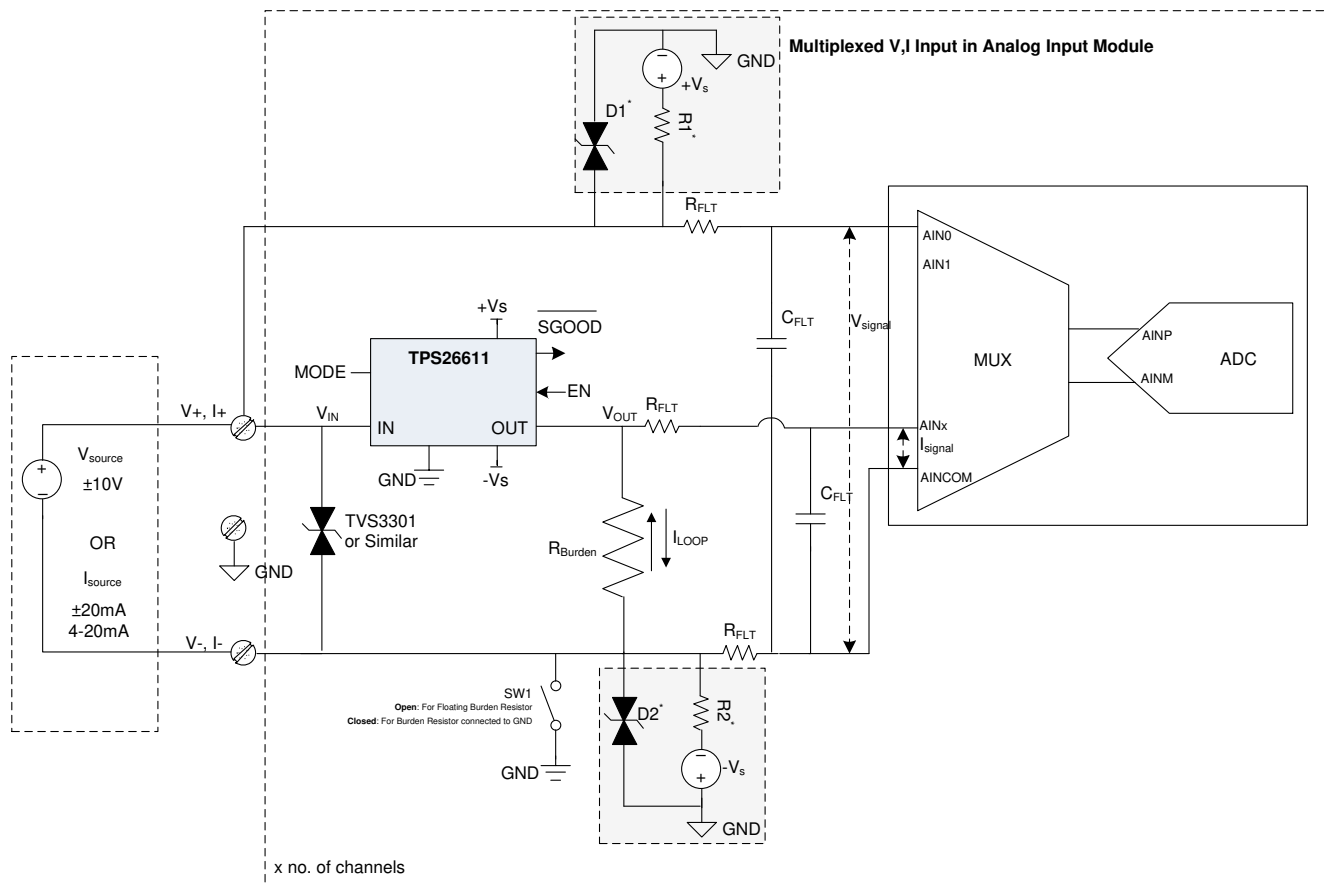 Multiplexed V,I Input in Analog Input Module
GND
−
+
+Vs
D1*
R1*
RFLT
AIN0
AIN1
+Vs
SGOOD
CFLT
Vsignal
AINP
TPS26611
MUX
ADC
MODE
EN
AINM
V+, I+
VIN
VOUT
RFLT
IN
OUT
AINx
Isignal
+
−
Vsource
±10V
GND
-Vs
AINCOM
CFLT
TVS3301
or Similar
OR
RBurden
ILOOP
GND
Isource
±20mA
4-20mA
V-, I-
RFLT
SW1
Open: For Floating Burden Resistor
Closed: For Burden Resistor connected to GND
D2*
R2*
GND
−
+
-Vs
GND
x no. of channels